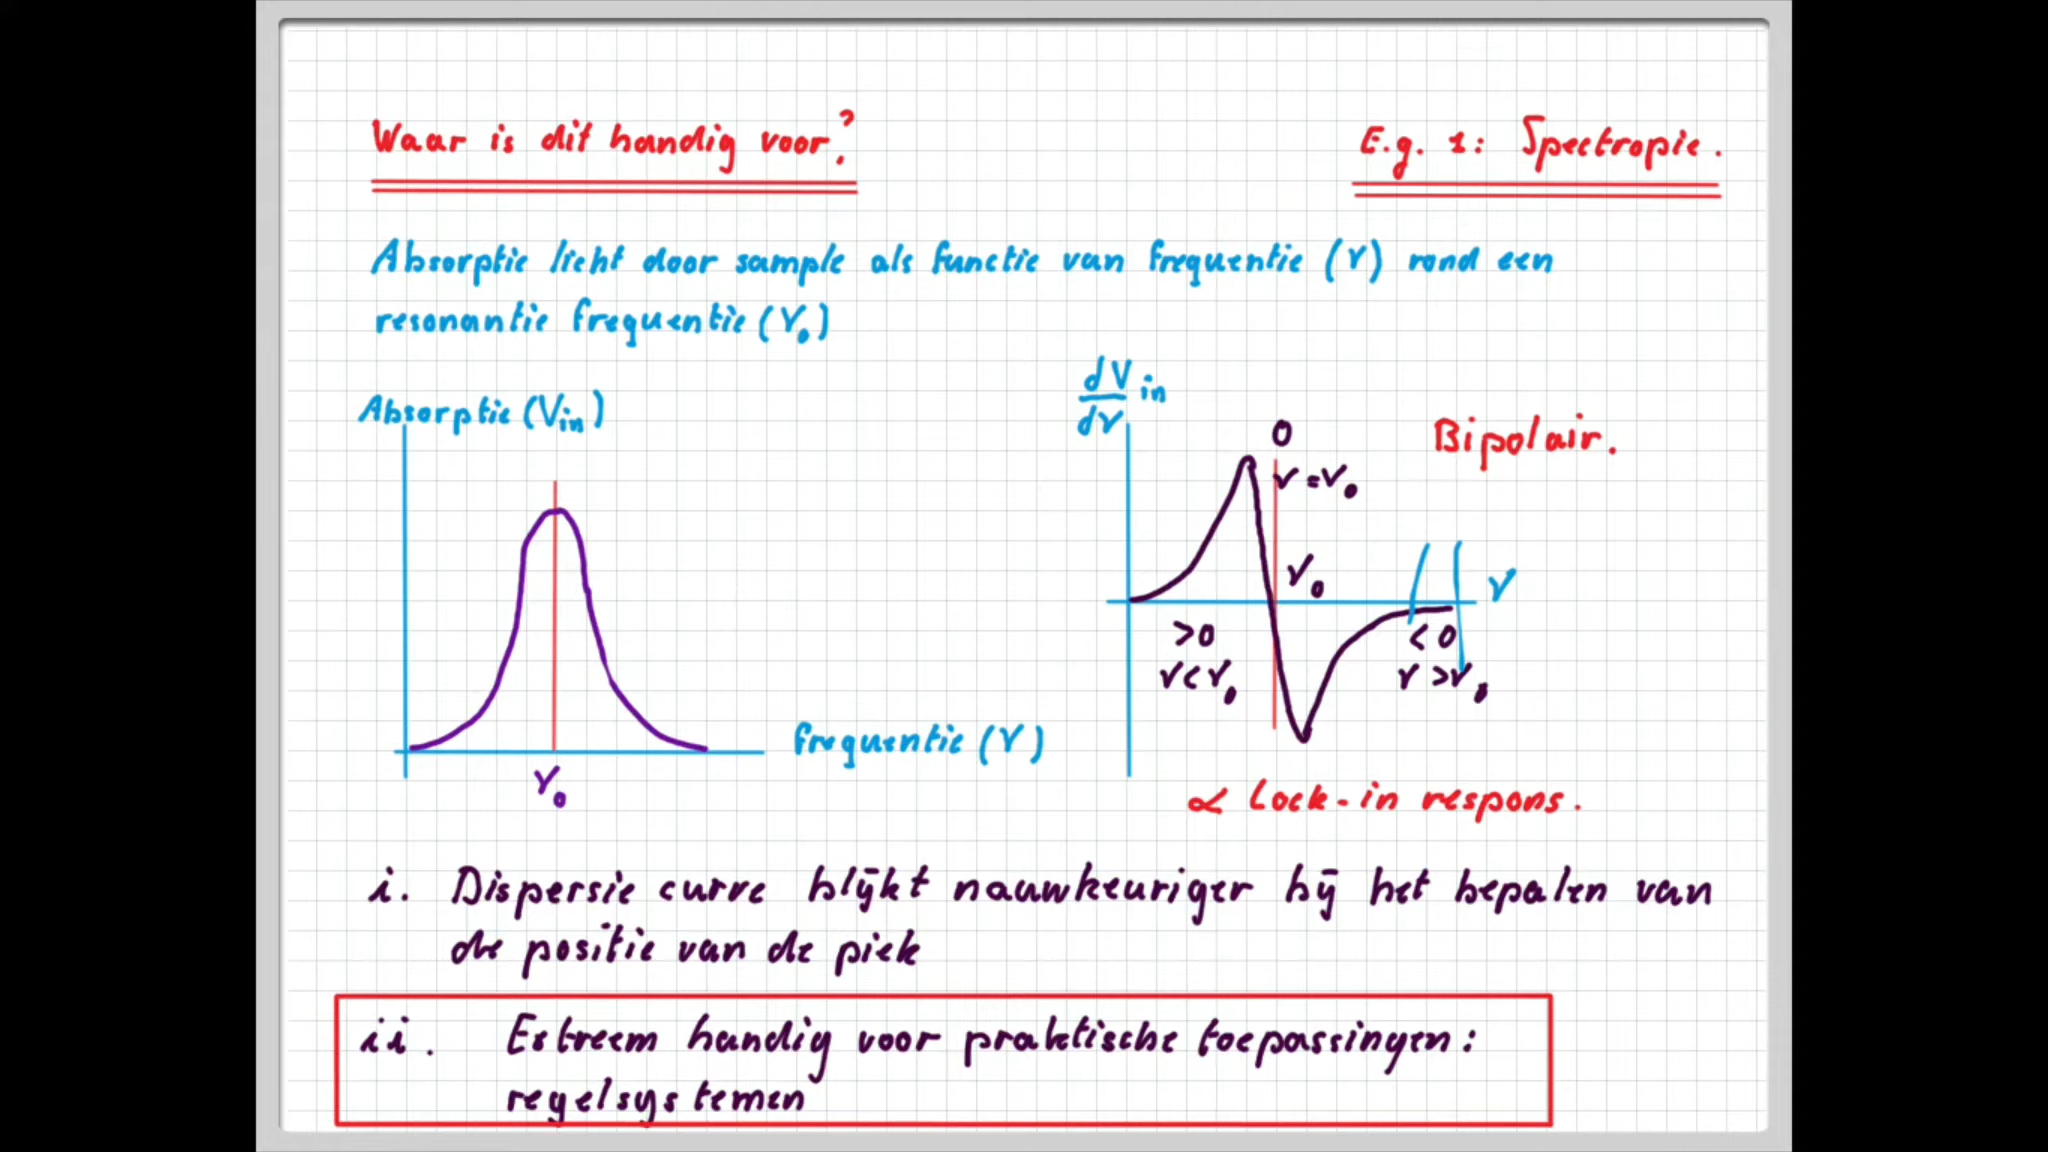 Waar is dit handig voor?
E.g. 1: Spectropie.
Absorptie licht door sample als functie van frequentie (ν) rond een
resonantie frequentie (ν₀)
Absorptie (Vin)
frequentie (ν)
ν₀
dV/dν in
0
ν = ν₀
Bipolair.
ν₀
ν
>0
ν < ν₀
<0
ν > ν₀
∝ Lock-in respons.
i. Dispersie curve blijkt nauwkeuriger bij het bepalen van
de positie van de piek
ii. Extreem handig voor praktische toepassingen:
regelsystemen